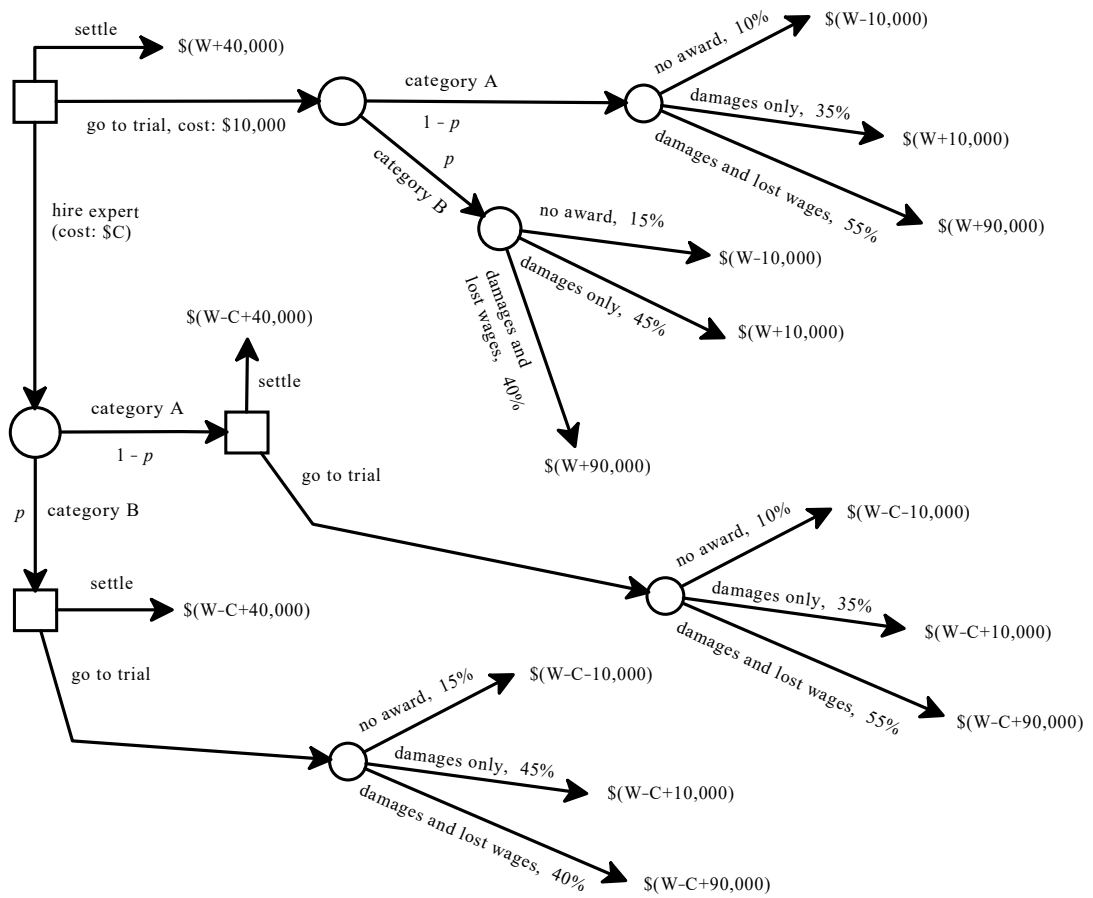 settle
$(W+40,000)
go to trial, cost: $10,000
category A
1 - p
no award, 10%
$(W-10,000)
damages only, 35%
$(W+10,000)
damages and lost wages, 55%
$(W+90,000)
p
category B
no award, 15%
$(W-10,000)
damages only, 45%
$(W+10,000)
damages and
lost wages, 40%
$(W+90,000)
hire expert
(cost: $C)
$(W-C+40,000)
settle
category A
1 - p
go to trial
no award, 10%
$(W-C-10,000)
damages only, 35%
$(W-C+10,000)
damages and lost wages, 55%
$(W-C+90,000)
p
category B
settle
$(W-C+40,000)
go to trial
no award, 15%
$(W-C-10,000)
damages only, 45%
$(W-C+10,000)
damages and lost wages, 40%
$(W-C+90,000)